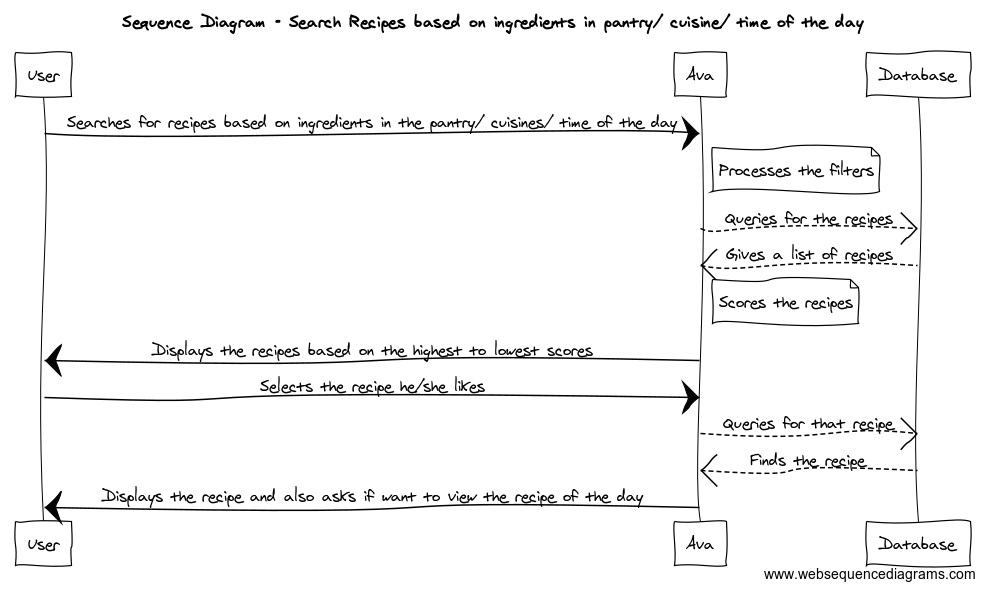 Sequence Diagram - Search Recipes based on ingredients in pantry/ cuisine/ time of the day
User
Ava
Database
Searches for recipes based on ingredients in the pantry/ cuisines/ time of the day
Processes the filters
Queries for the recipes
Gives a list of recipes
Scores the recipes
Displays the recipes based on the highest to lowest scores
Selects the recipe he/she likes
Queries for that recipe
Finds the recipe
Displays the recipe and also asks if want to view the recipe of the day
User
Ava
Database
www.websequencediagrams.com